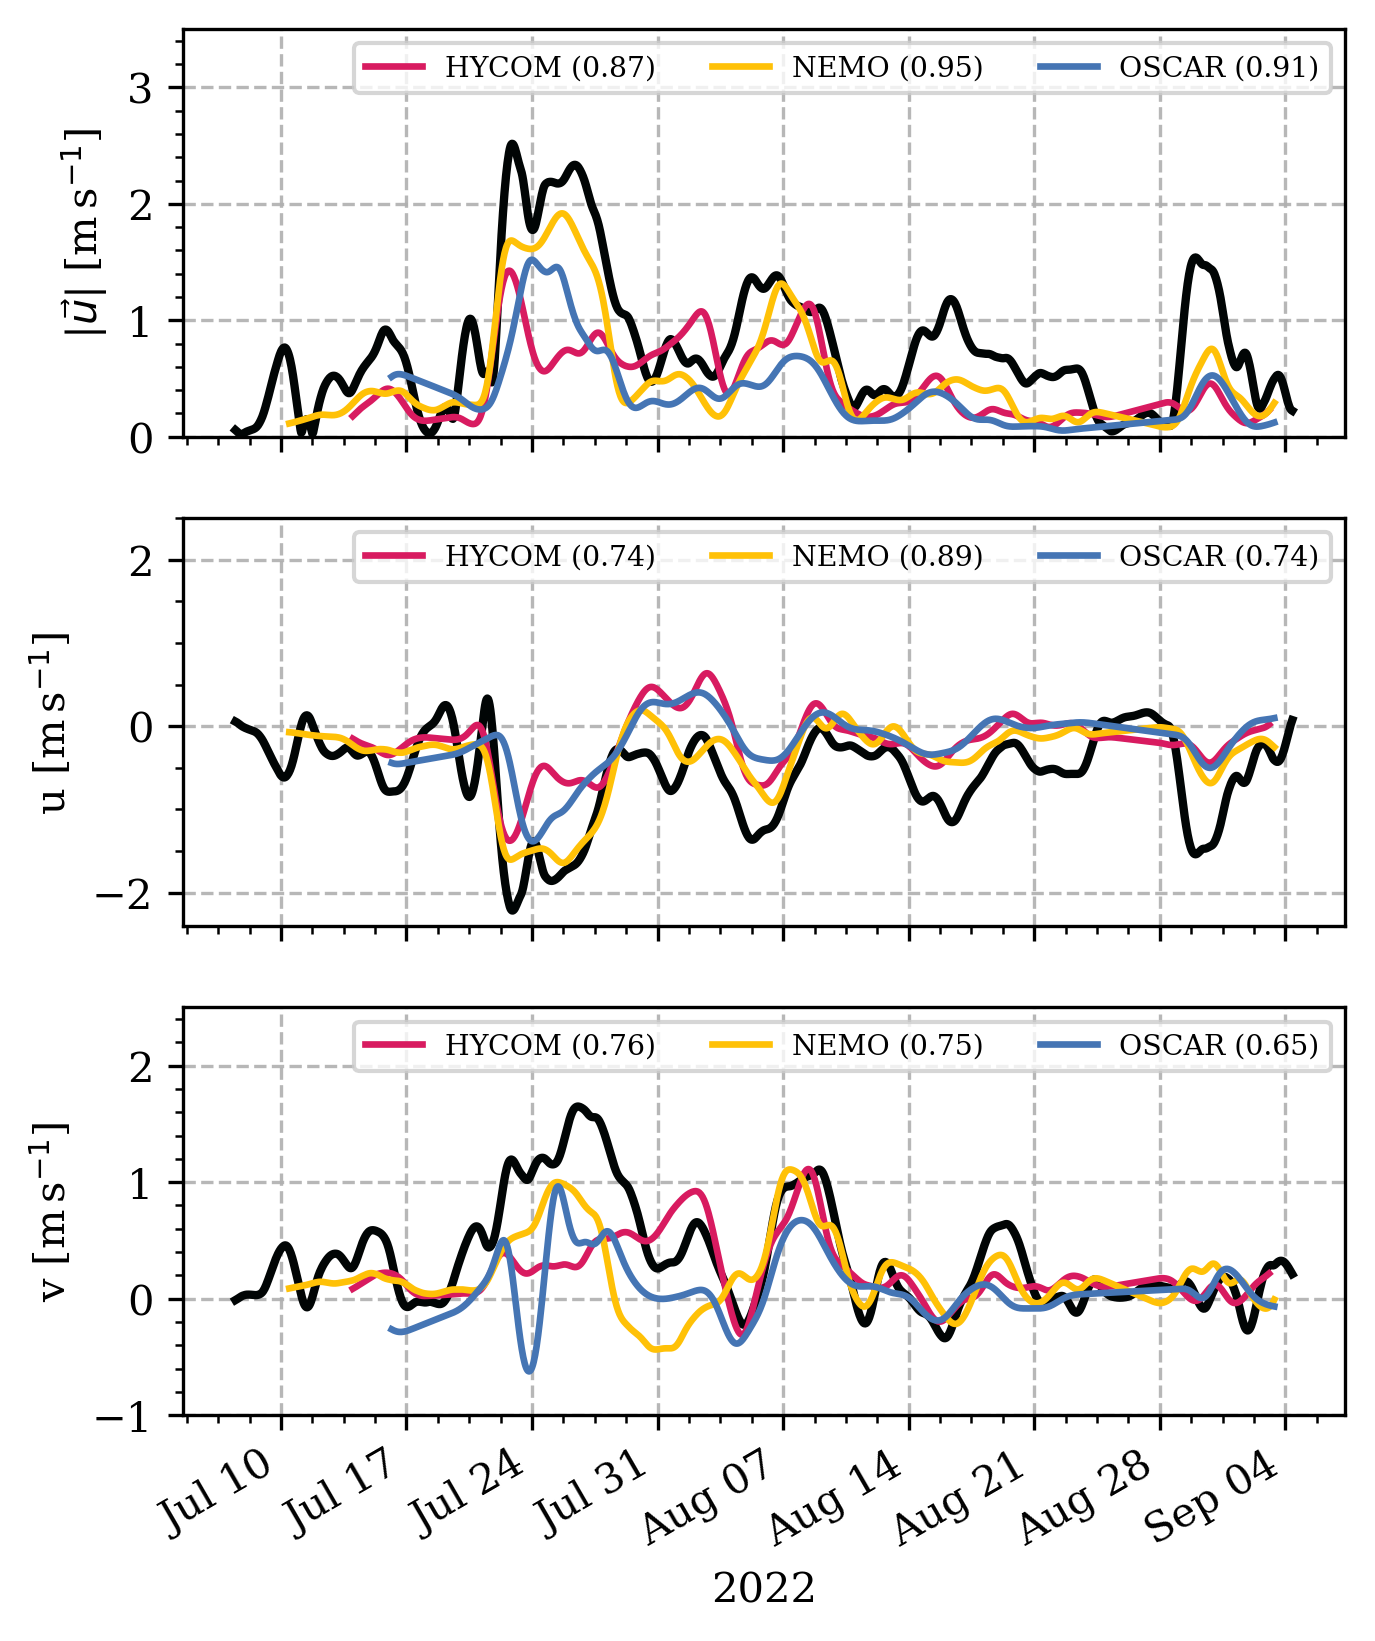 HYCOM (0.87) NEMO (0.95) OSCAR (0.91)
3
2
1
0
|u⃗| [m s⁻¹]
HYCOM (0.74) NEMO (0.89) OSCAR (0.74)
2
0
−2
u [m s⁻¹]
HYCOM (0.76) NEMO (0.75) OSCAR (0.65)
2
1
0
−1
v [m s⁻¹]
Jul 10 Jul 17 Jul 24 Jul 31 Aug 07 Aug 14 Aug 21 Aug 28 Sep 04
2022